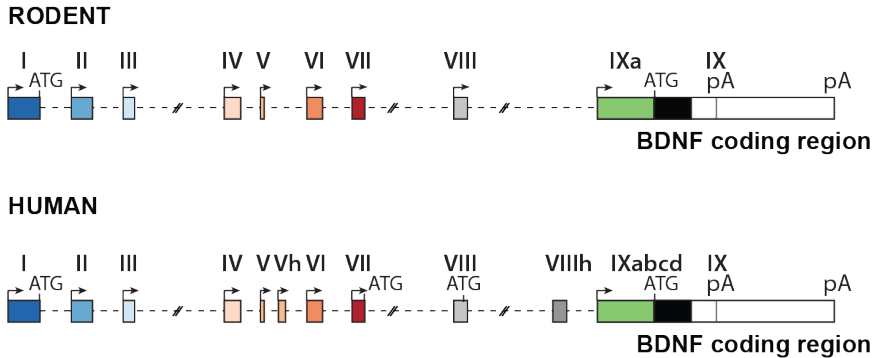 RODENT
I II III IV V VI VII VIII IXa IX
ATG ATG pA pA
BDNF coding region
HUMAN
I II III IV V Vh VI VII VIII VIIIh IXabcd IX
ATG ATG ATG ATG pA pA
BDNF coding region